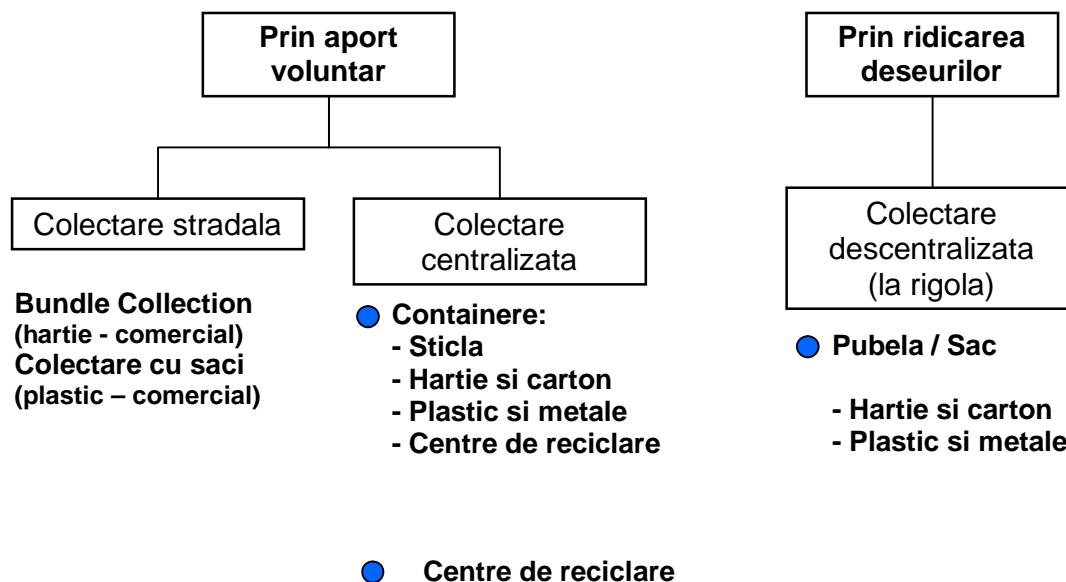 Prin aport
voluntar
Prin ridicarea
deseurilor
Colectare stradala
Colectare
centralizata
Colectare
descentralizata
(la rigola)
Bundle Collection
(hartie - comercial)
Colectare cu saci
(plastic – comercial)
Containere:
- Sticla
- Hartie si carton
- Plastic si metale
- Centre de reciclare
Pubela / Sac
- Hartie si carton
- Plastic si metale
Centre de reciclare